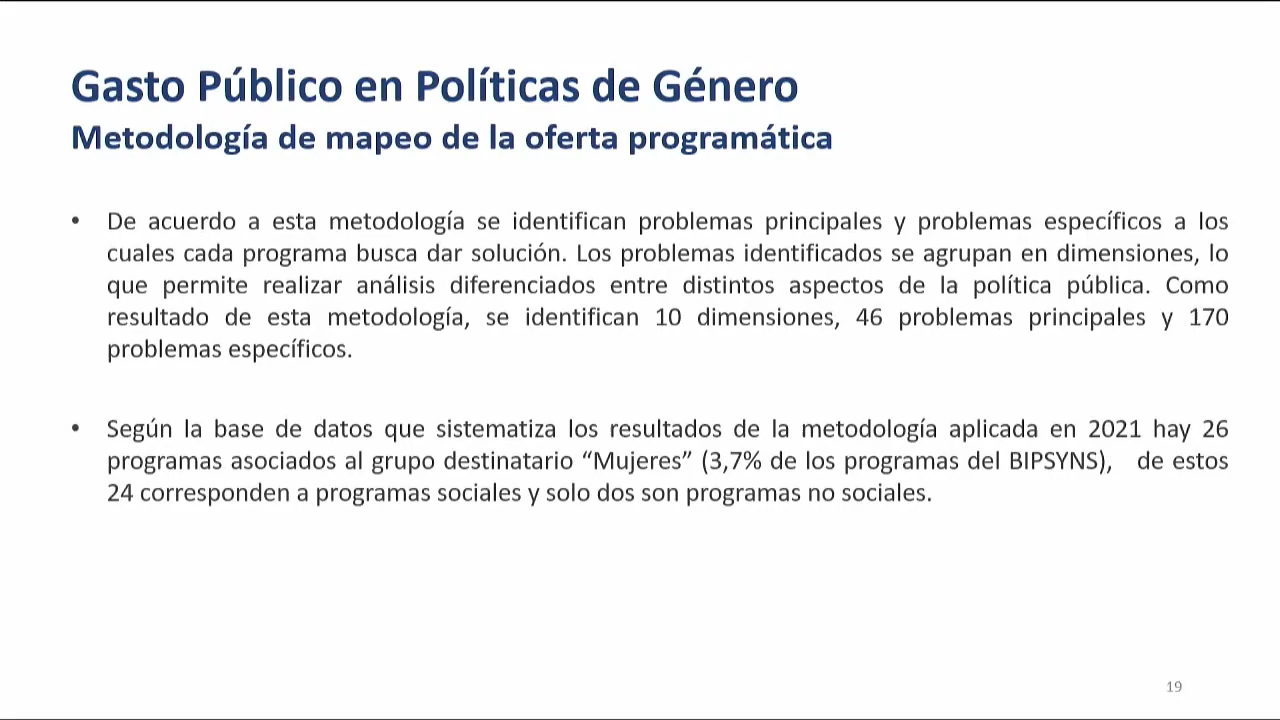 Gasto Público en Políticas de Género
Metodología de mapeo de la oferta programática
• De acuerdo a esta metodología se identifican problemas principales y problemas específicos a los
cuales cada programa busca dar solución. Los problemas identificados se agrupan en dimensiones, lo
que permite realizar análisis diferenciados entre distintos aspectos de la política pública. Como
resultado de esta metodología, se identifican 10 dimensiones, 46 problemas principales y 170
problemas específicos.
• Según la base de datos que sistematiza los resultados de la metodología aplicada en 2021 hay 26
programas asociados al grupo destinatario “Mujeres” (3,7% de los programas del BIPSYNS), de estos
24 corresponden a programas sociales y solo dos son programas no sociales.
19